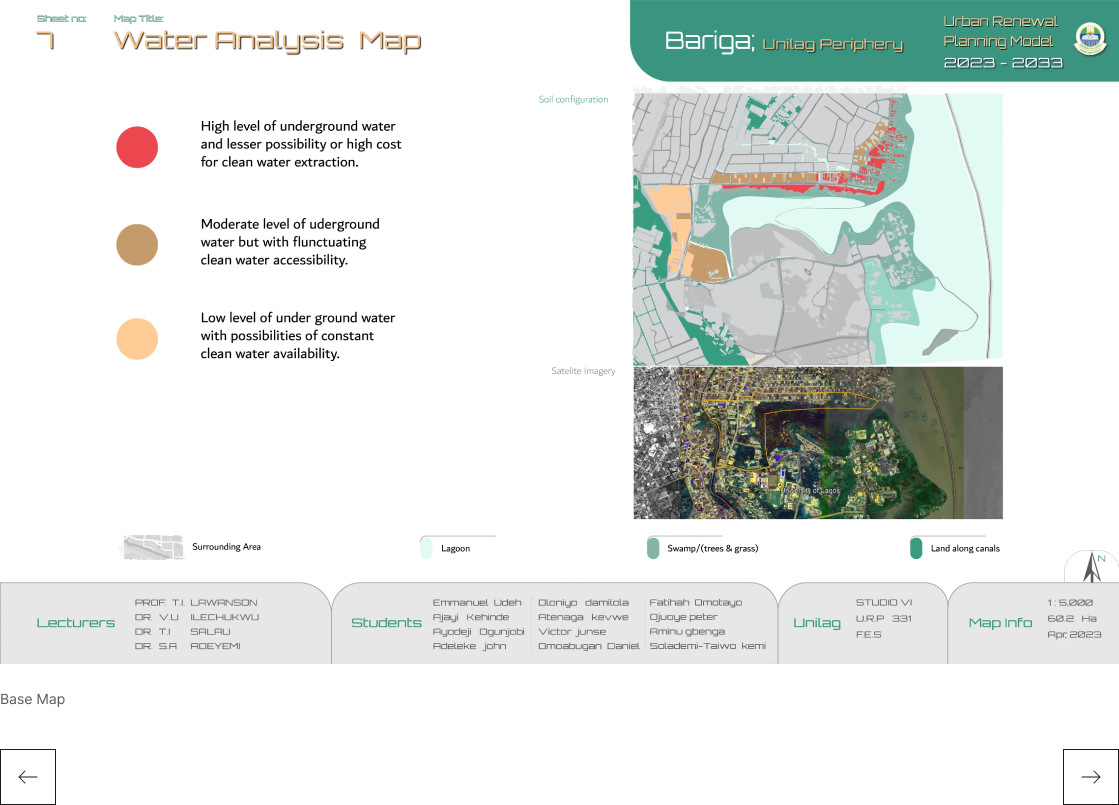 Sheet no:
Map Title:
7
Water Analysis Map
Bariga; Unilag Periphery
Urban Renewal
Planning Model
2023 - 2033
Soil configuration
High level of underground water
and lesser possibility or high cost
for clean water extraction.
Moderate level of uderground
water but with flunctuating
clean water accessibility.
Low level of under ground water
with possibilities of constant
clean water availability.
Satelite Imagery
University of Lagos
Surrounding Area
Lagoon
Swamp/(trees & grass)
Land along canals
N
Lecturers
PROF. T.I. LAWANSON
DR. V.U ILECHUKWU
DR. T.I SALAU
DR. S.A ADEYEMI
Students
Emmanuel Udeh
Ajayi Kehinde
Ayodeji Ogunjobi
Adeleke john
Oloniyo damilola
Atenaga kevwe
Victor junse
Omoabugan Daniel
Fatihah Omotayo
Ojuoye peter
Aminu gbenga
Solademi-Taiwo kemi
Unilag
STUDIO VI
U.R.P 331
F.E.S
Map Info
1 : 5,000
60.2 Ha
Apr, 2023
Base Map